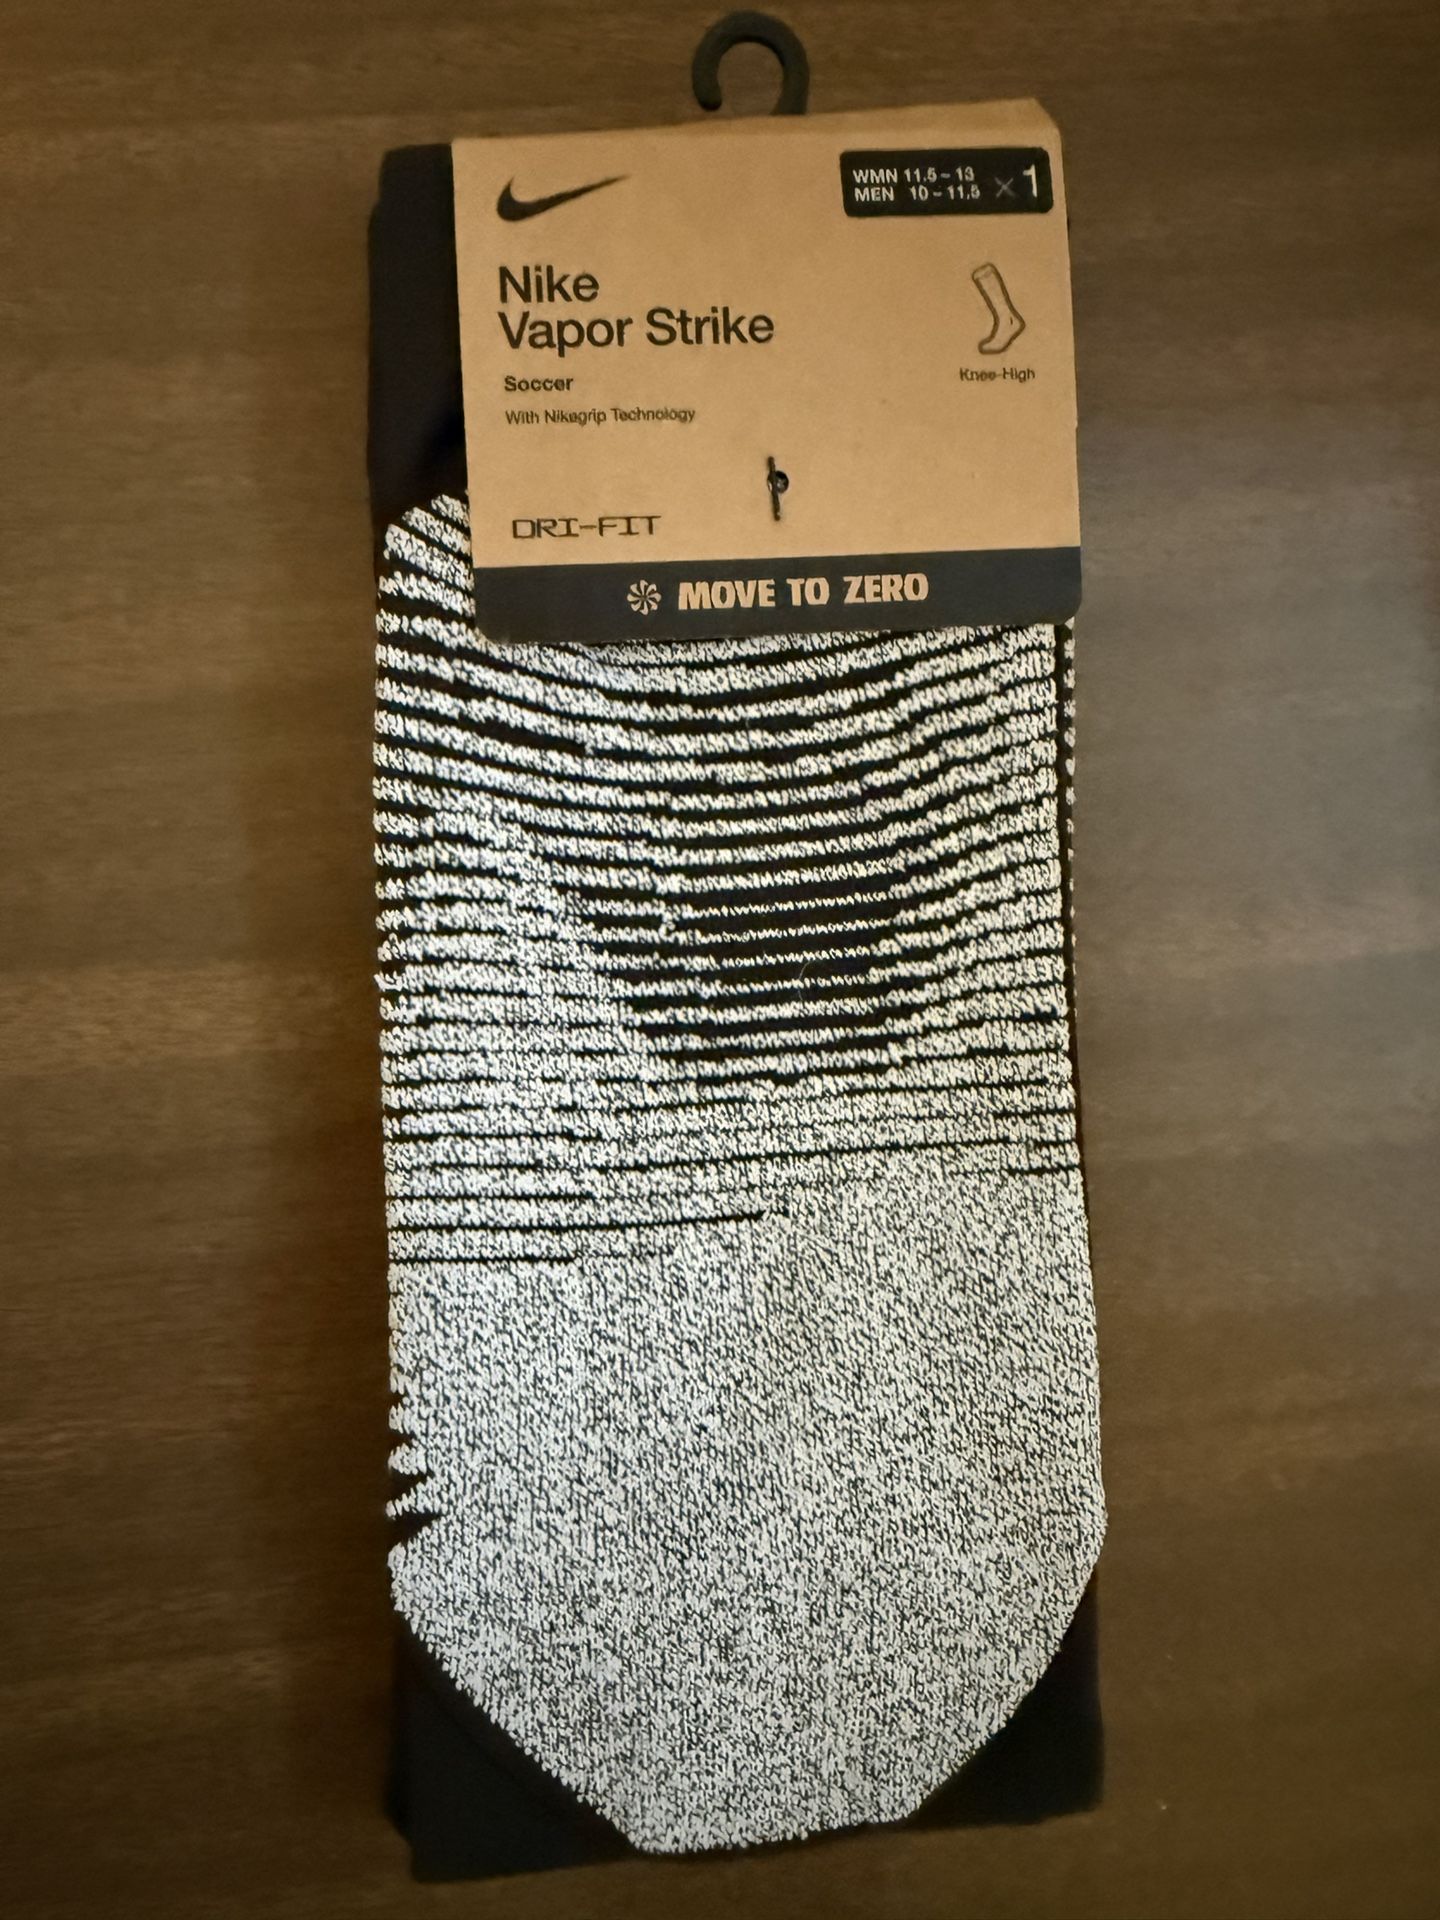 WMN 11.5 - 13
MEN 10 - 11.5
× 1
Nike
Vapor Strike
Soccer
With Nikegrip Technology
Knee-High
DRI-FIT
MOVE TO ZERO